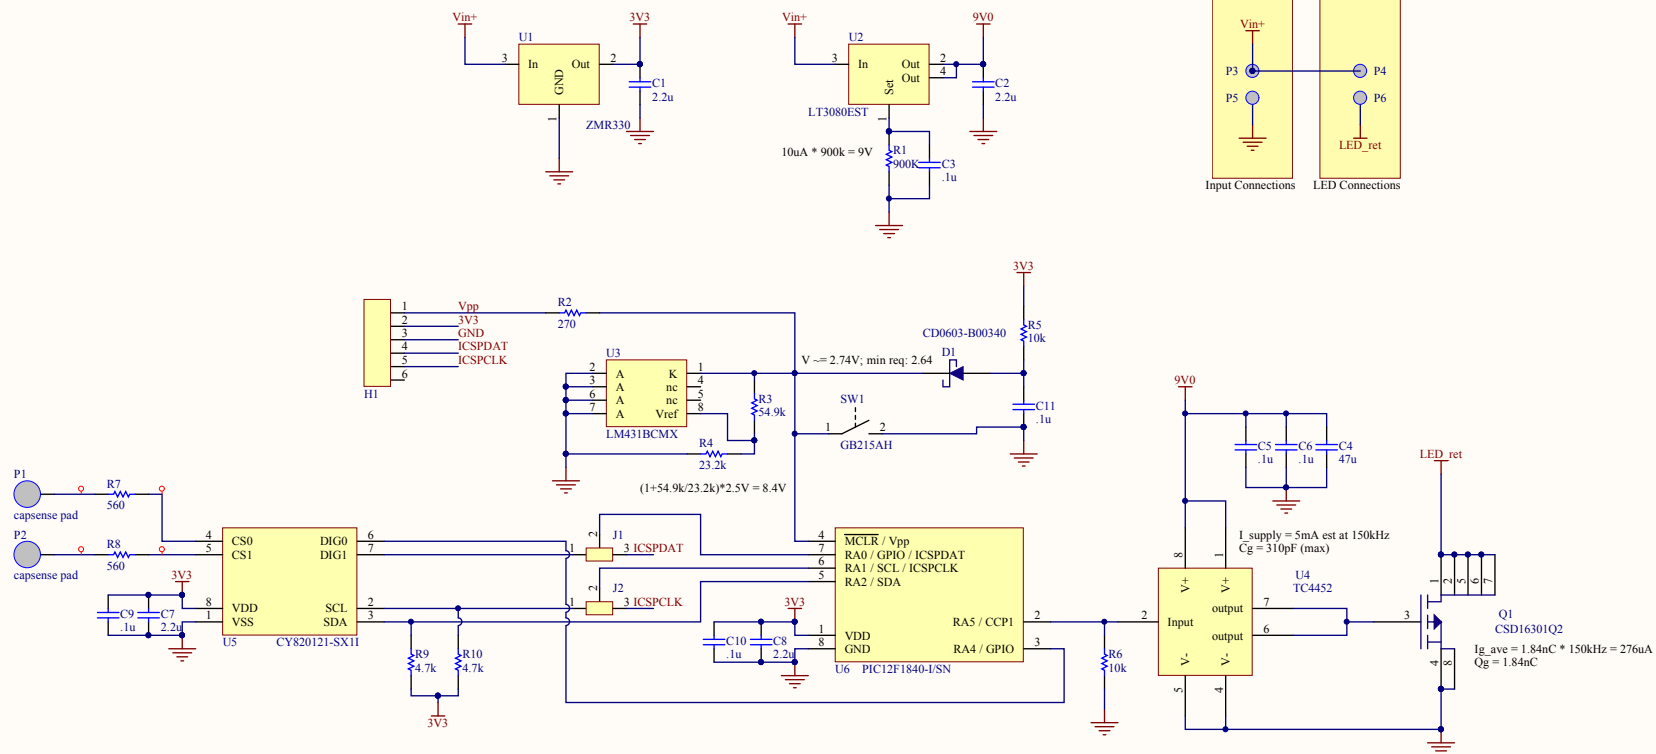 Vin+
3V3
U1
3
In
Out
2
GND
1
C1
2.2u
ZMR330
Vin+
9V0
U2
3
In
Out
2
Out
4
Set
1
C2
2.2u
LT3080EST
10uA * 900k = 9V
R1
900K
C3
.1u
Vin+
P3
P4
P5
P6
LED_ret
Input Connections
LED Connections
H1
1
Vpp
2
3V3
3
GND
4
ICSPDAT
5
ICSPCLK
6
R2
270
U3
2
A
K
1
3
A
nc
4
6
A
nc
5
7
A
Vref
8
LM431BCMX
R3
54.9k
R4
23.2k
(1+54.9k/23.2k)*2.5V = 8.4V
V ~= 2.74V; min req: 2.64
CD0603-B00340
D1
3V3
R5
10k
C11
.1u
SW1
1
2
GB215AH
P1
capsense pad
R7
560
P2
capsense pad
R8
560
3V3
C9
.1u
C7
2.2u
4
CS0
DIG0
6
5
CS1
DIG1
7
8
VDD
SCL
2
1
VSS
SDA
3
U5
CY820121-SX1I
R9
4.7k
R10
4.7k
3V3
J1
1
2
3
ICSPDAT
J2
1
2
3
ICSPCLK
3V3
C10
.1u
C8
2.2u
4
MCLR / Vpp
7
RA0 / GPIO / ICSPDAT
6
RA1 / SCL / ICSPCLK
5
RA2 / SDA
RA5 / CCP1
2
1
VDD
8
GND
RA4 / GPIO
3
U6
PIC12F1840-I/SN
R6
10k
9V0
C5
.1u
C6
.1u
C4
47u
I_supply = 5mA est at 150kHz
Cg = 310pF (max)
U4
TC4452
8
1
V+
V+
2
Input
output
7
output
6
V-
V-
5
4
LED_ret
1
2
5
6
7
3
4
8
Q1
CSD16301Q2
Ig_ave = 1.84nC * 150kHz = 276uA
Qg = 1.84nC